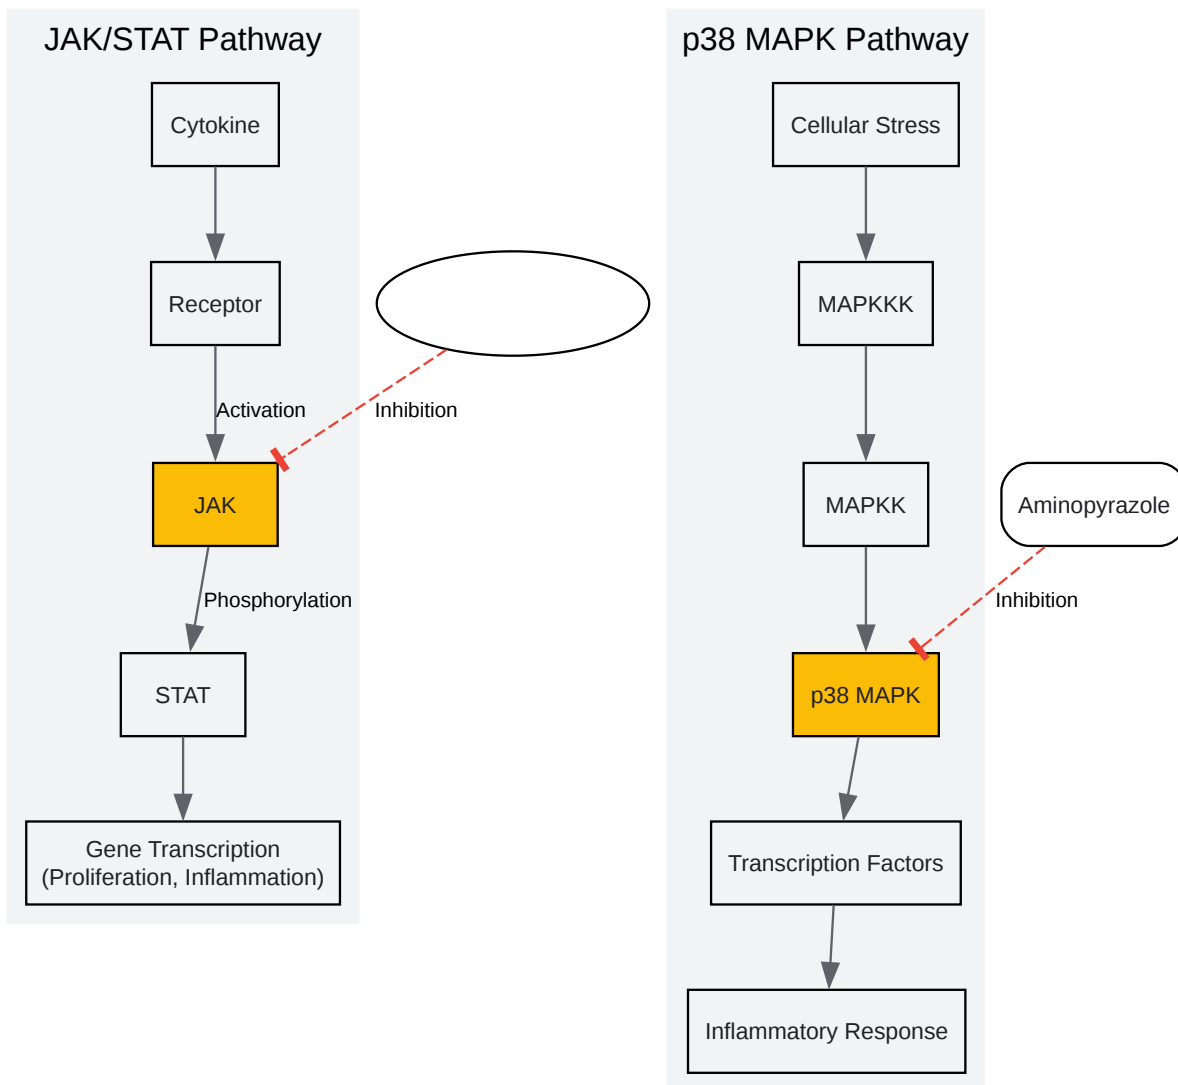 JAK/STAT Pathway
Cytokine
Receptor
Activation
Inhibition
JAK
Phosphorylation
STAT
Gene Transcription
(Proliferation, Inflammation)
p38 MAPK Pathway
Cellular Stress
MAPKKK
MAPKK
Aminopyrazole
Inhibition
p38 MAPK
Transcription Factors
Inflammatory Response